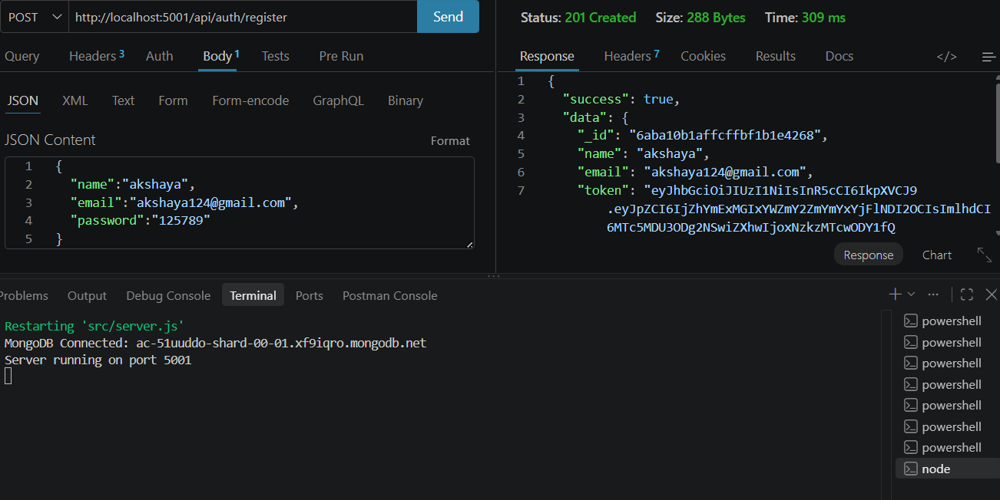 POST http://localhost:5001/api/auth/register Send
Query Headers 3 Auth Body 1 Tests Pre Run
JSON XML Text Form Form-encode GraphQL Binary
JSON Content Format
1 {
2 "name":"akshaya",
3 "email":"akshaya124@gmail.com",
4 "password":"125789"
5 }
Status: 201 Created Size: 288 Bytes Time: 309 ms
Response Headers 7 Cookies Results Docs </>
1 {
2 "success": true,
3 "data": {
4 "_id": "6aba10b1affcffbf1b1e4268",
5 "name": "akshaya",
6 "email": "akshaya124@gmail.com",
7 "token": "eyJhbGciOiJIUzI1NiIsInR5cCI6IkpXVCJ9
.eyJpZCI6IjZhYmExMGIxYWZmY2ZmYmYxYjFlNDI2OCIsImlhdCI
6MTc5MDU3ODg2NSwiZXhwIjoxNzkzMTcwODY1fQ
Response Chart
Problems Output Debug Console Terminal Ports Postman Console
Restarting 'src/server.js'
MongoDB Connected: ac-51uuddo-shard-00-01.xf9iqro.mongodb.net
Server running on port 5001
powershell
powershell
powershell
powershell
powershell
powershell
powershell
node